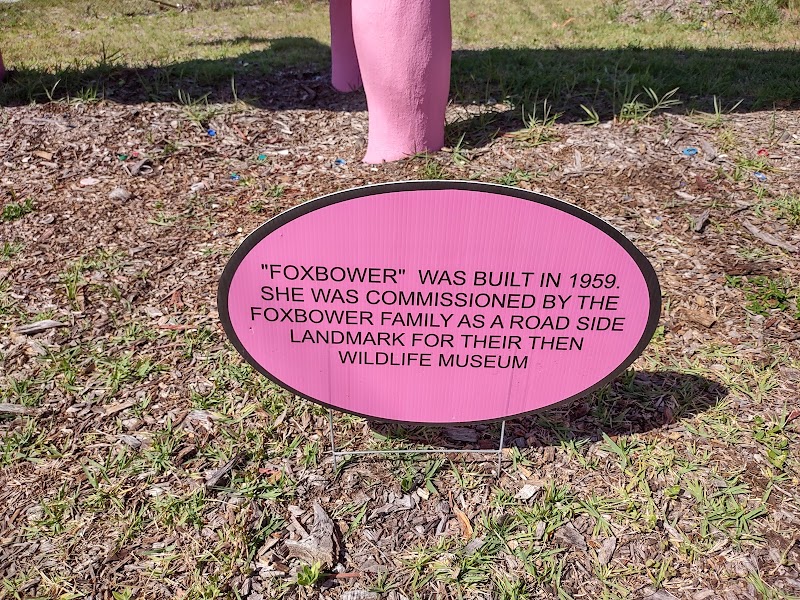 "FOXBOWER" WAS BUILT IN 1959.
SHE WAS COMMISSIONED BY THE
FOXBOWER FAMILY AS A ROAD SIDE
LANDMARK FOR THEIR THEN
WILDLIFE MUSEUM